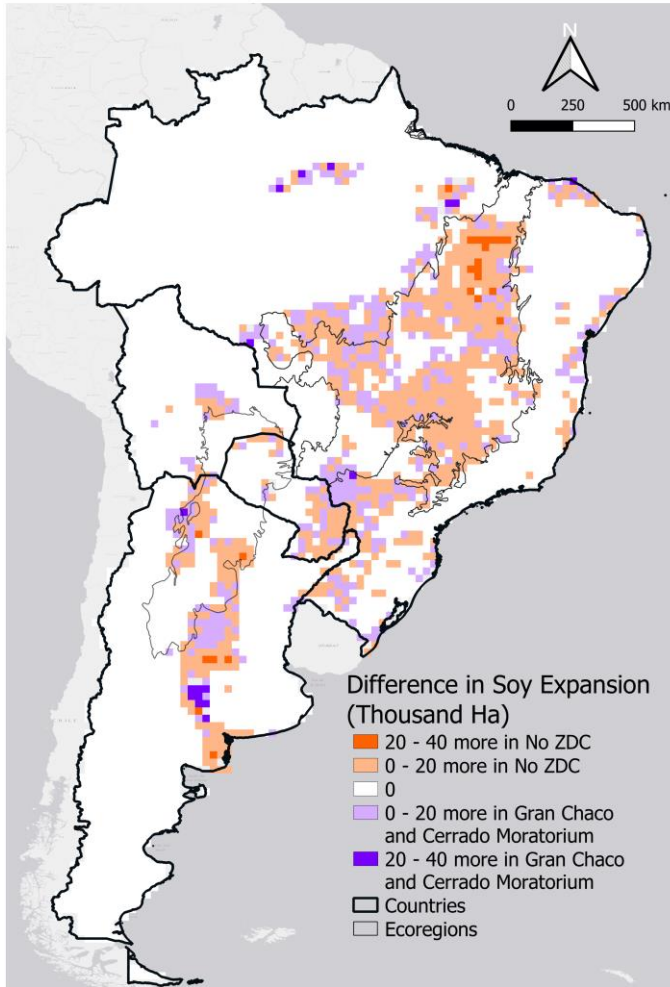 N
0 250 500 km
Difference in Soy Expansion
(Thousand Ha)
20 - 40 more in No ZDC
0 - 20 more in No ZDC
0
0 - 20 more in Gran Chaco
and Cerrado Moratorium
20 - 40 more in Gran Chaco
and Cerrado Moratorium
Countries
Ecoregions